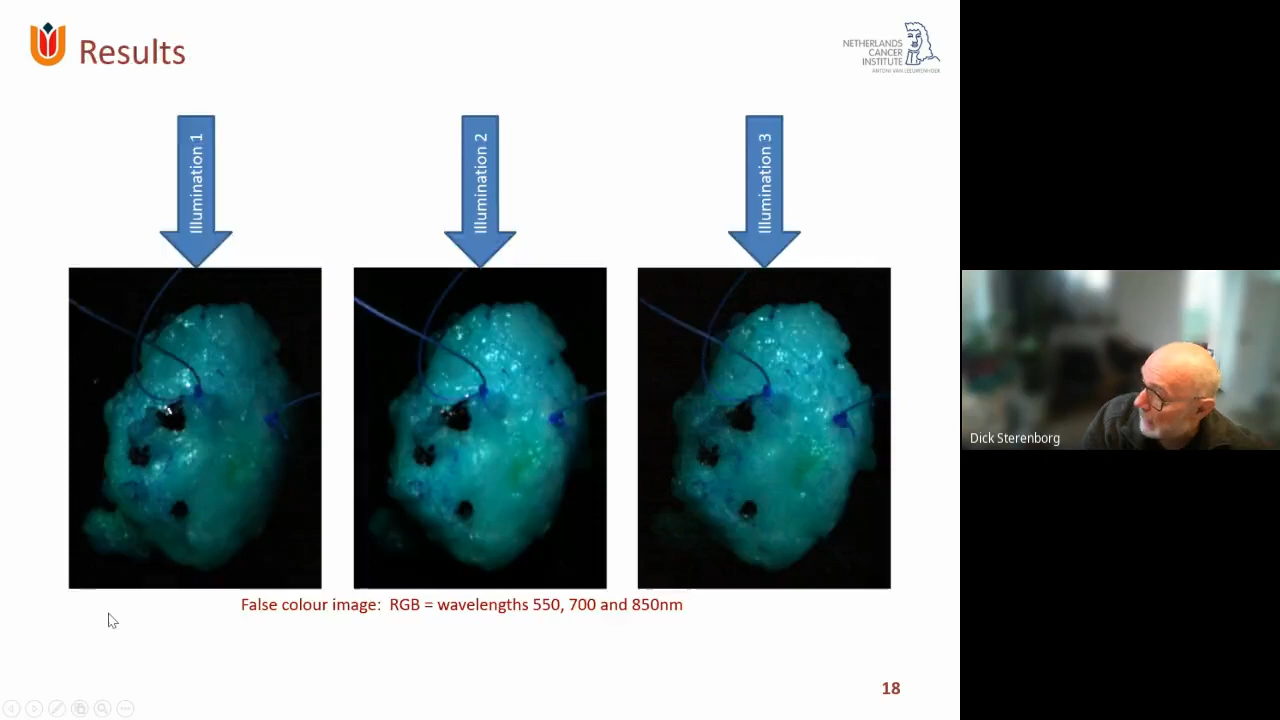 Results
NETHERLANDS
CANCER
INSTITUTE
ANTONI VAN LEEUWENHOEK
Illumination 1
Illumination 2
Illumination 3
Dick Sterenborg
False colour image: RGB = wavelengths 550, 700 and 850nm
18